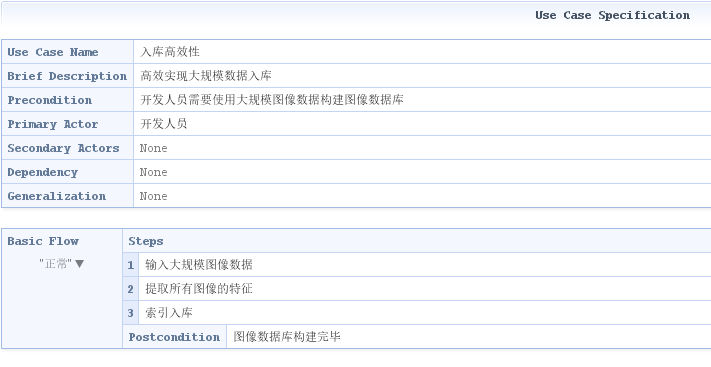 Use Case Specification
Use Case Name 入库高效性
Brief Description 高效实现大规模数据入库
Precondition 开发人员需要使用大规模图像数据构建图像数据库
Primary Actor 开发人员
Secondary Actors None
Dependency None
Generalization None
Basic Flow Steps
"正常"▼ 1 输入大规模图像数据
2 提取所有图像的特征
3 索引入库
Postcondition 图像数据库构建完毕